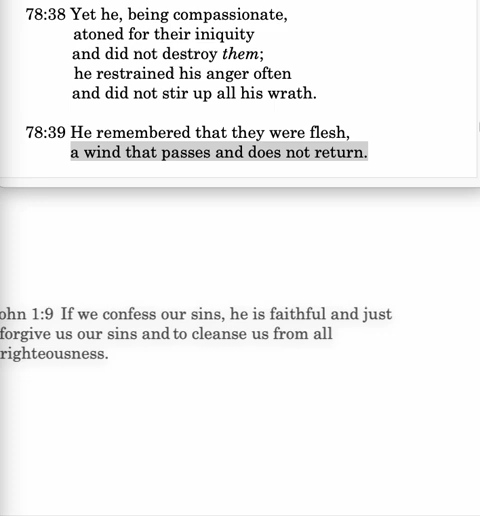 78:38 Yet he, being compassionate,
atoned for their iniquity
and did not destroy them;
he restrained his anger often
and did not stir up all his wrath.
78:39 He remembered that they were flesh,
a wind that passes and does not return.
ohn 1:9 If we confess our sins, he is faithful and just
forgive us our sins and to cleanse us from all
righteousness.